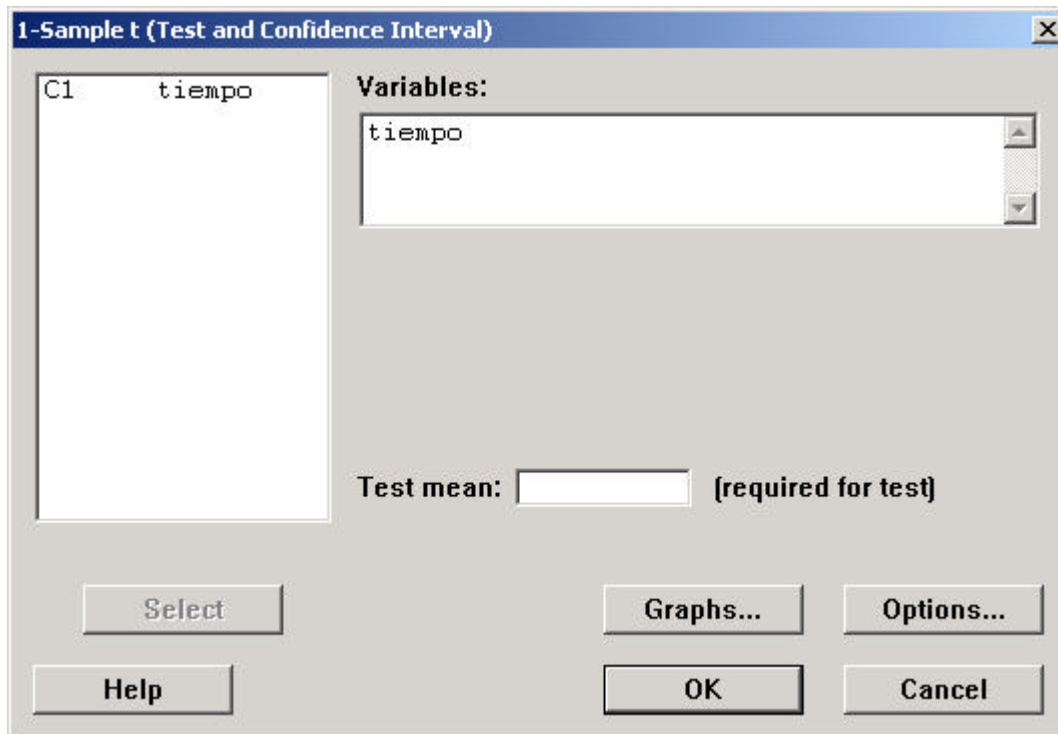 1-Sample t (Test and Confidence Interval)
C1 tiempo
Variables:
tiempo
Test mean: (required for test)
Select
Graphs...
Options...
Help
OK
Cancel